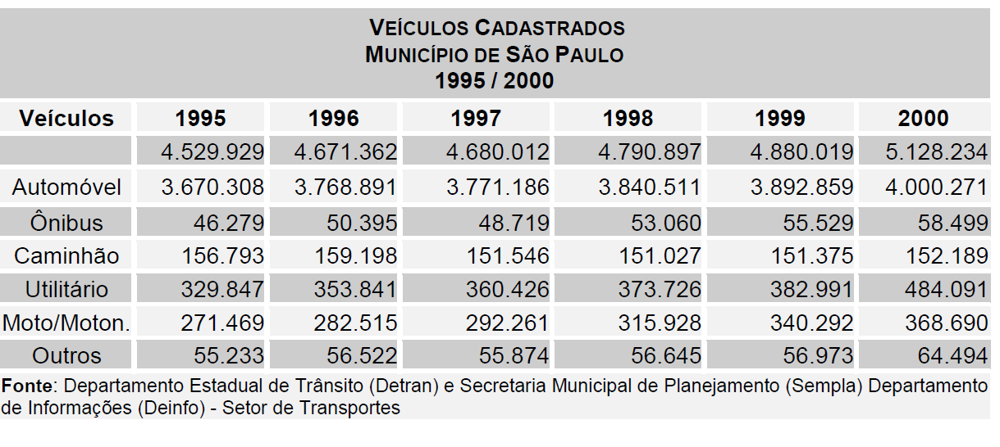 VEÍCULOS CADASTRADOS
MUNICÍPIO DE SÃO PAULO
1995 / 2000
Veículos 1995 1996 1997 1998 1999 2000
4.529.929 4.671.362 4.680.012 4.790.897 4.880.019 5.128.234
Automóvel 3.670.308 3.768.891 3.771.186 3.840.511 3.892.859 4.000.271
Ônibus 46.279 50.395 48.719 53.060 55.529 58.499
Caminhão 156.793 159.198 151.546 151.027 151.375 152.189
Utilitário 329.847 353.841 360.426 373.726 382.991 484.091
Moto/Moton. 271.469 282.515 292.261 315.928 340.292 368.690
Outros 55.233 56.522 55.874 56.645 56.973 64.494
Fonte: Departamento Estadual de Trânsito (Detran) e Secretaria Municipal de Planejamento (Sempla) Departamento
de Informações (Deinfo) - Setor de Transportes